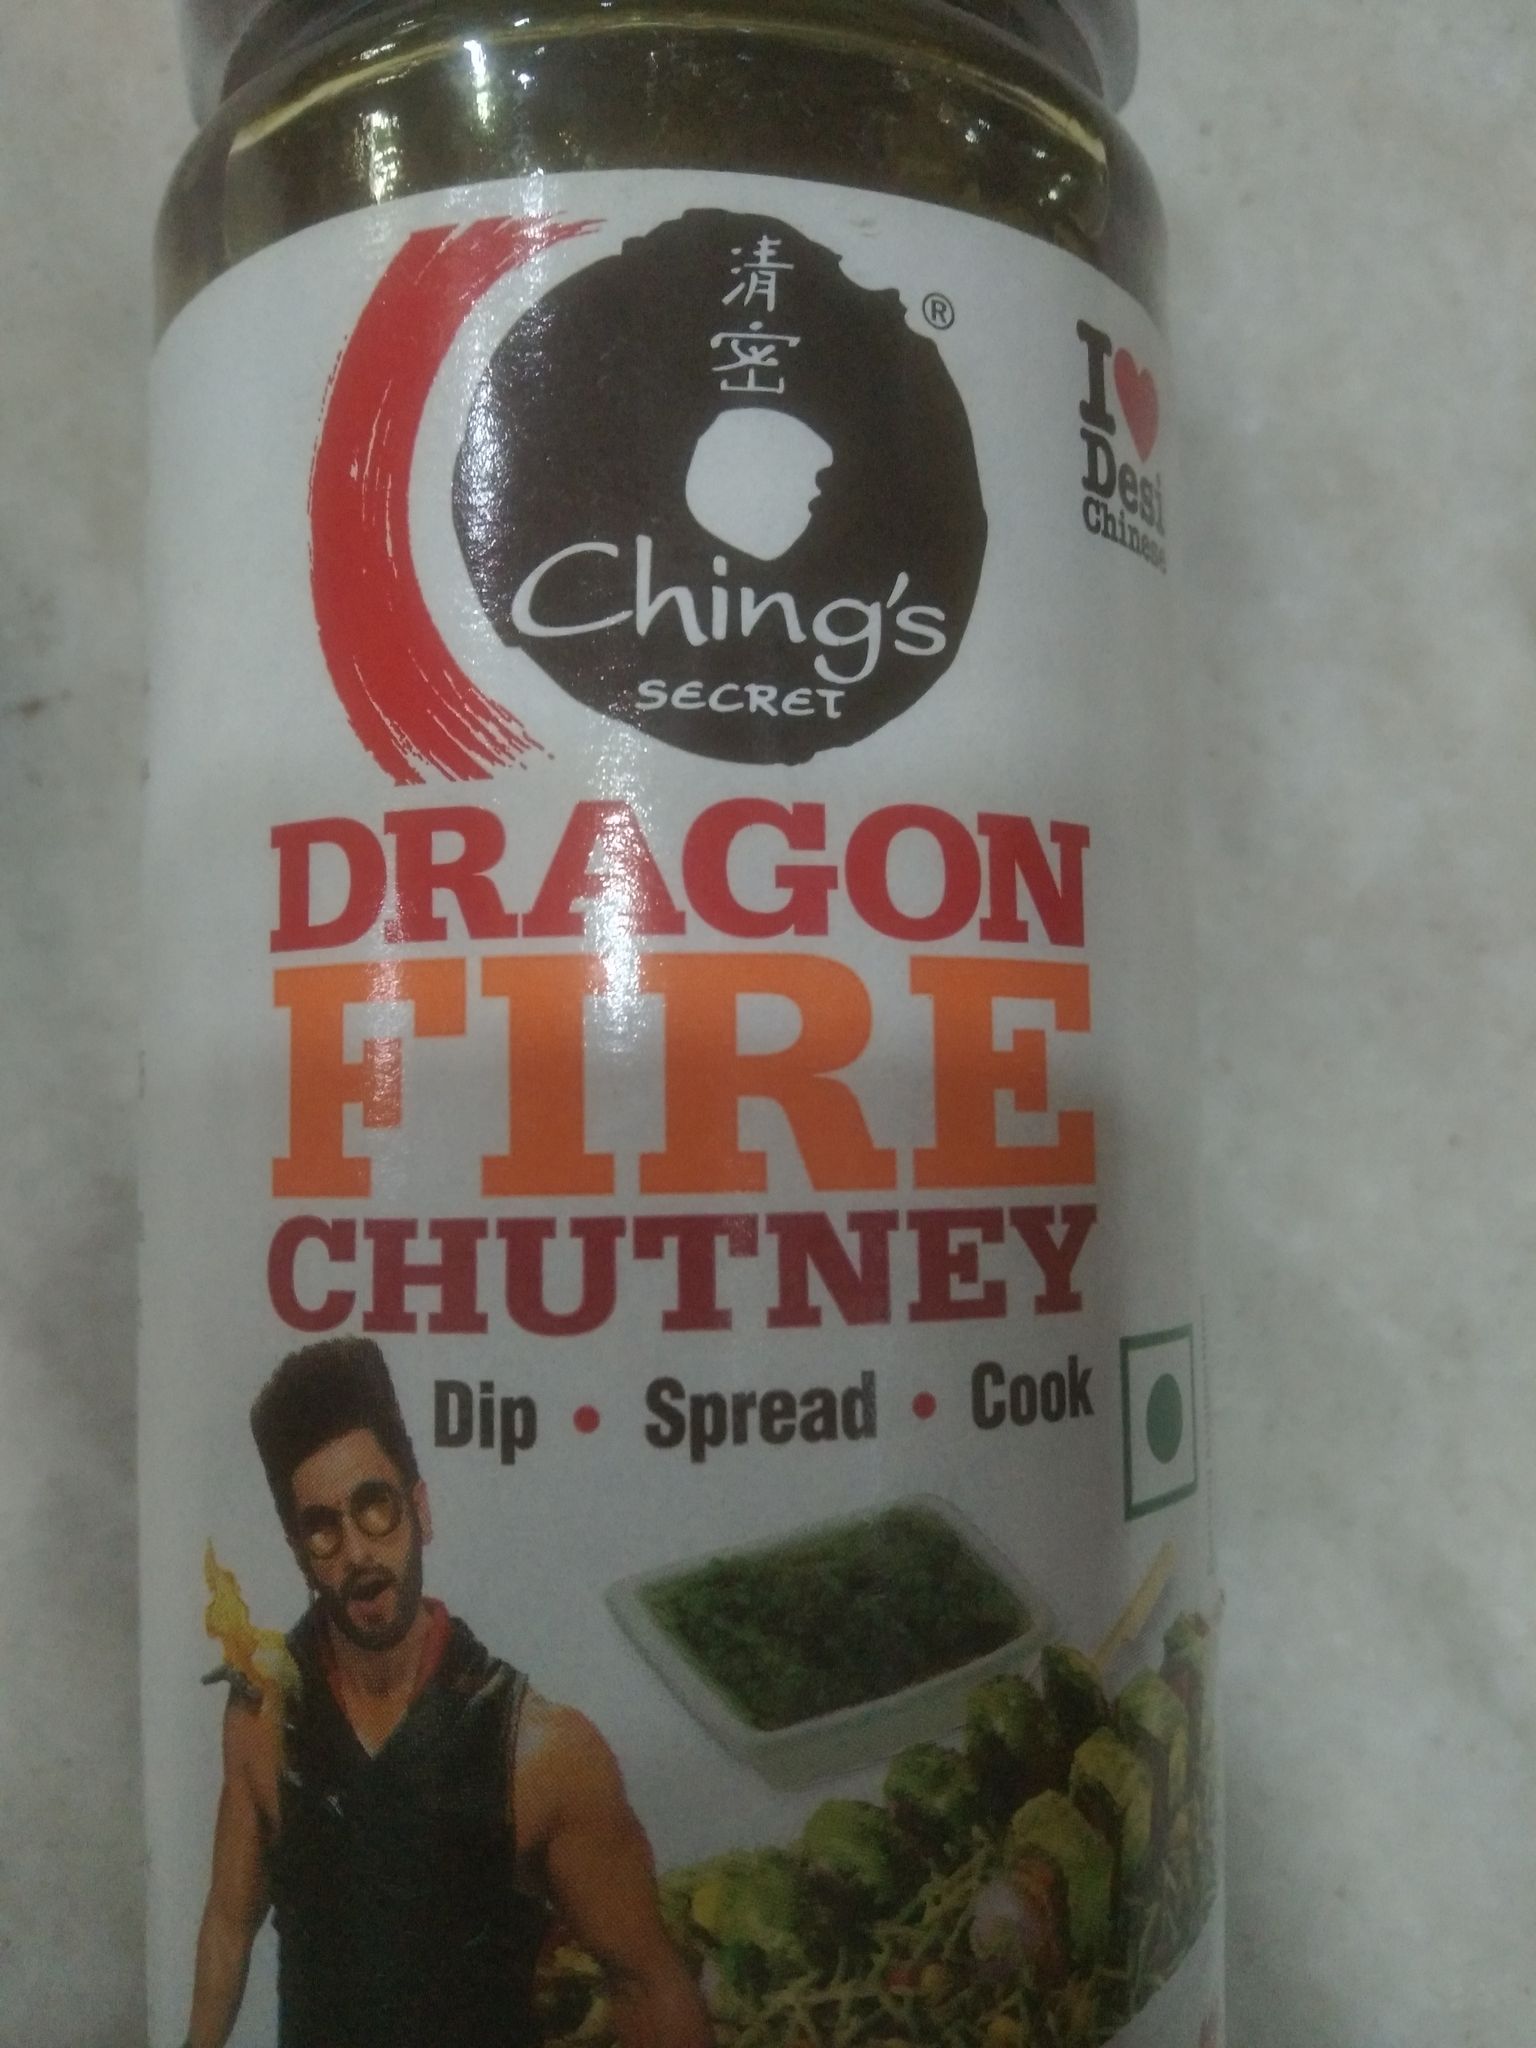 清
密
®
Ching's
SECRET
I ♥
Desi
Chinese
DRAGON
FIRE
CHUTNEY
Dip • Spread • Cook